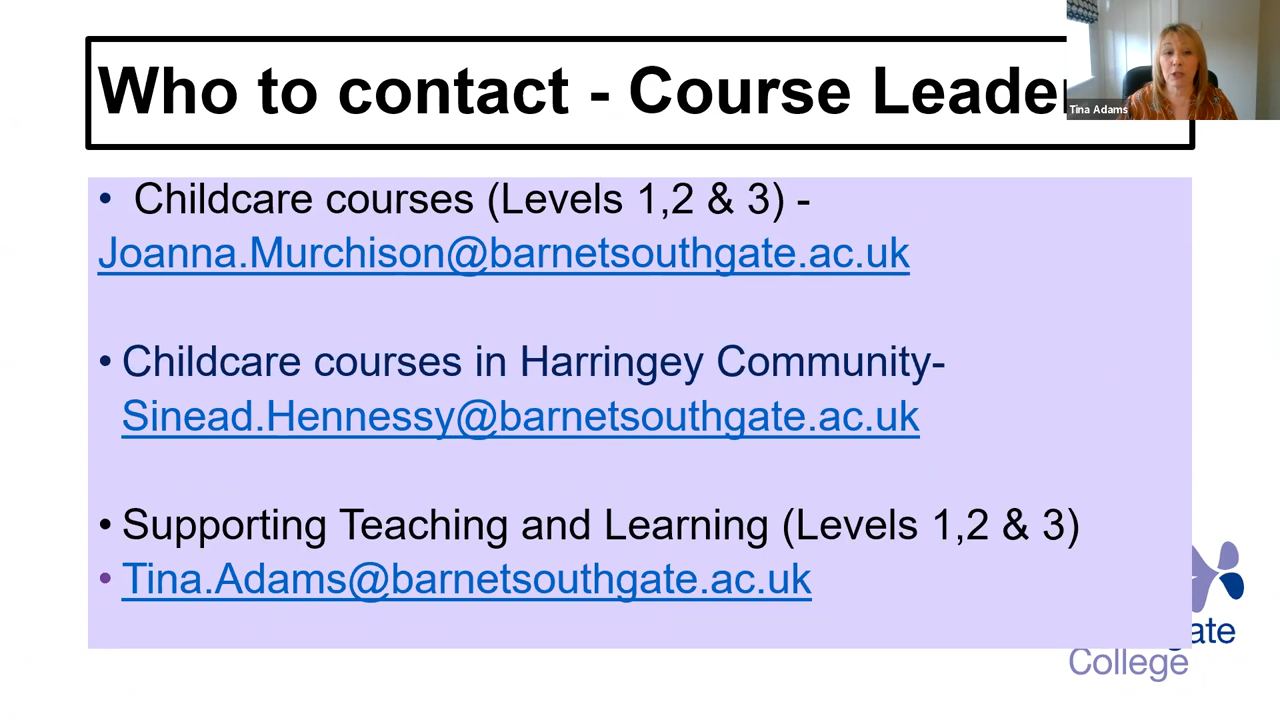 Who to contact - Course Leade
Tina Adams
• Childcare courses (Levels 1,2 & 3) -
Joanna.Murchison@barnetsouthgate.ac.uk
• Childcare courses in Harringey Community-
Sinead.Hennessy@barnetsouthgate.ac.uk
• Supporting Teaching and Learning (Levels 1,2 & 3)
• Tina.Adams@barnetsouthgate.ac.uk
ate
College